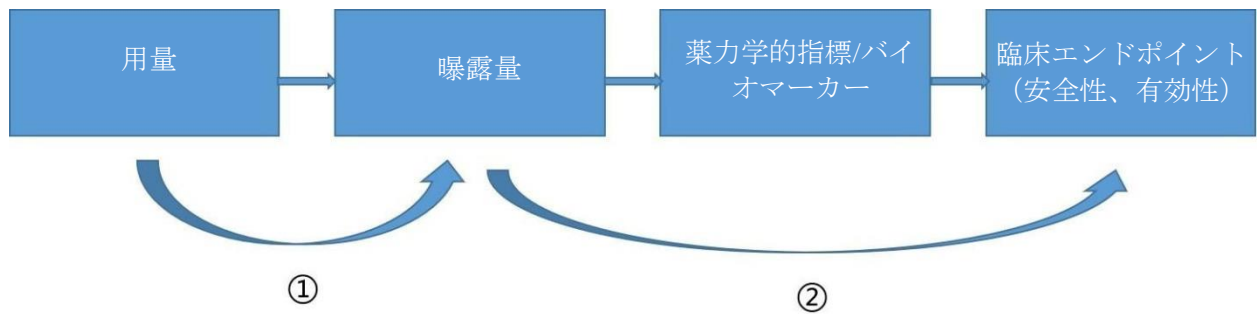 用量
曝露量
薬力学的指標/バイ
オマーカー
臨床エンドポイント
（安全性、有効性）
①
②